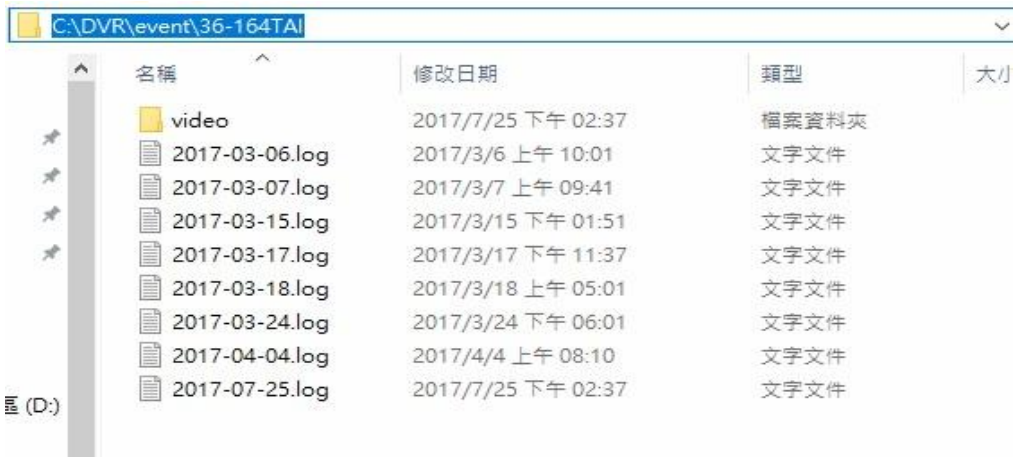 C:\DVR\event\36-164TAI
名稱 修改日期 類型 大小
video 2017/7/25 下午 02:37 檔案資料夾
2017-03-06.log 2017/3/6 上午 10:01 文字文件
2017-03-07.log 2017/3/7 上午 09:41 文字文件
2017-03-15.log 2017/3/15 下午 01:51 文字文件
2017-03-17.log 2017/3/17 下午 11:37 文字文件
2017-03-18.log 2017/3/18 上午 05:01 文字文件
2017-03-24.log 2017/3/24 下午 06:01 文字文件
2017-04-04.log 2017/4/4 上午 08:10 文字文件
2017-07-25.log 2017/7/25 下午 02:37 文字文件
區 (D:)